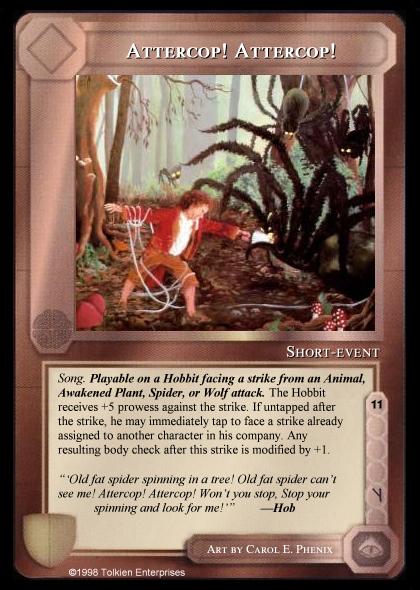 ATTERCOP! ATTERCOP!
SHORT-EVENT
Song. Playable on a Hobbit facing a strike from an Animal,
Awakened Plant, Spider, or Wolf attack. The Hobbit
receives +5 prowess against the strike. If untapped after
the strike, he may immediately tap to face a strike already
assigned to another character in his company. Any
resulting body check after this strike is modified by +1.
“‘Old fat spider spinning in a tree! Old fat spider can’t
see me! Attercop! Attercop! Won’t you stop, Stop your
spinning and look for me!’” —Hob
11
ART BY CAROL E. PHENIX
©1998 Tolkien Enterprises